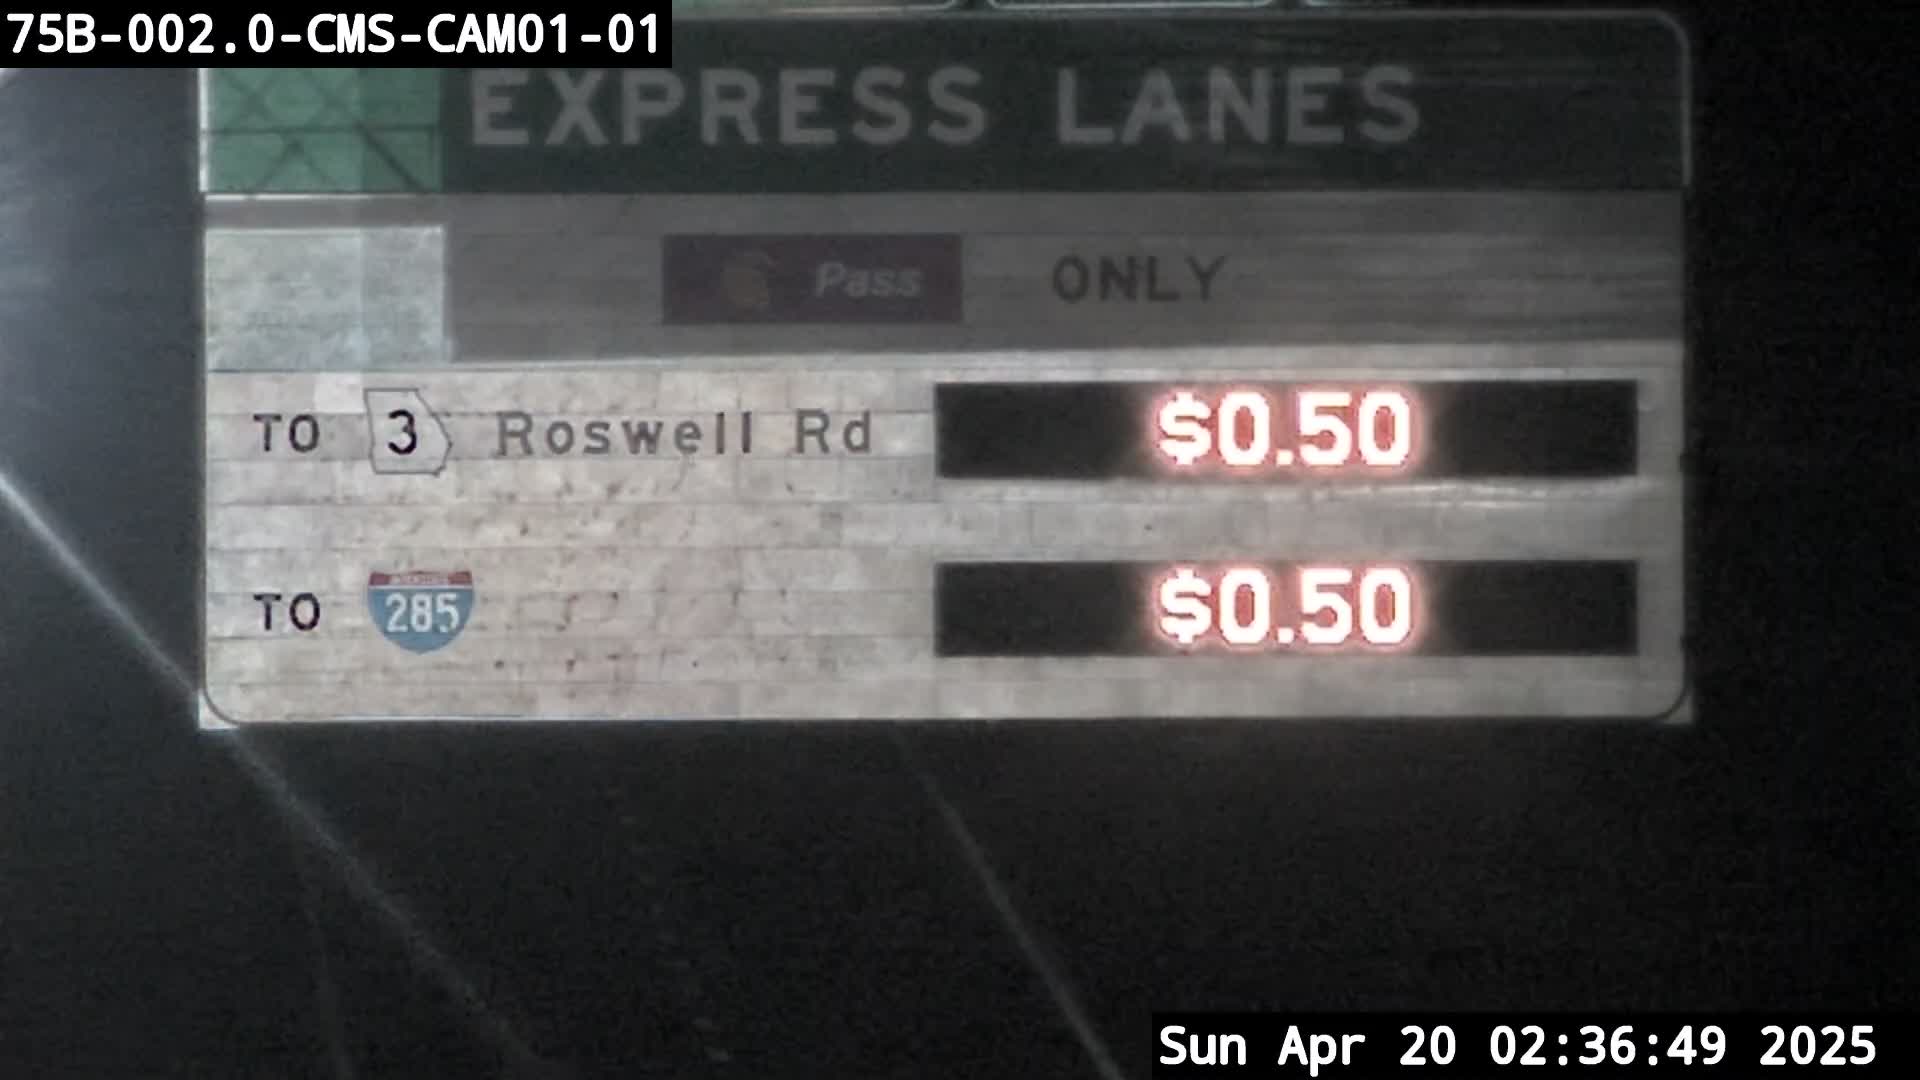 75B-002.0-CMS-CAM01-01
EXPRESS LANES
Pass ONLY
TO 3 Roswell Rd $0.50
TO 285 $0.50
Sun Apr 20 02:36:49 2025